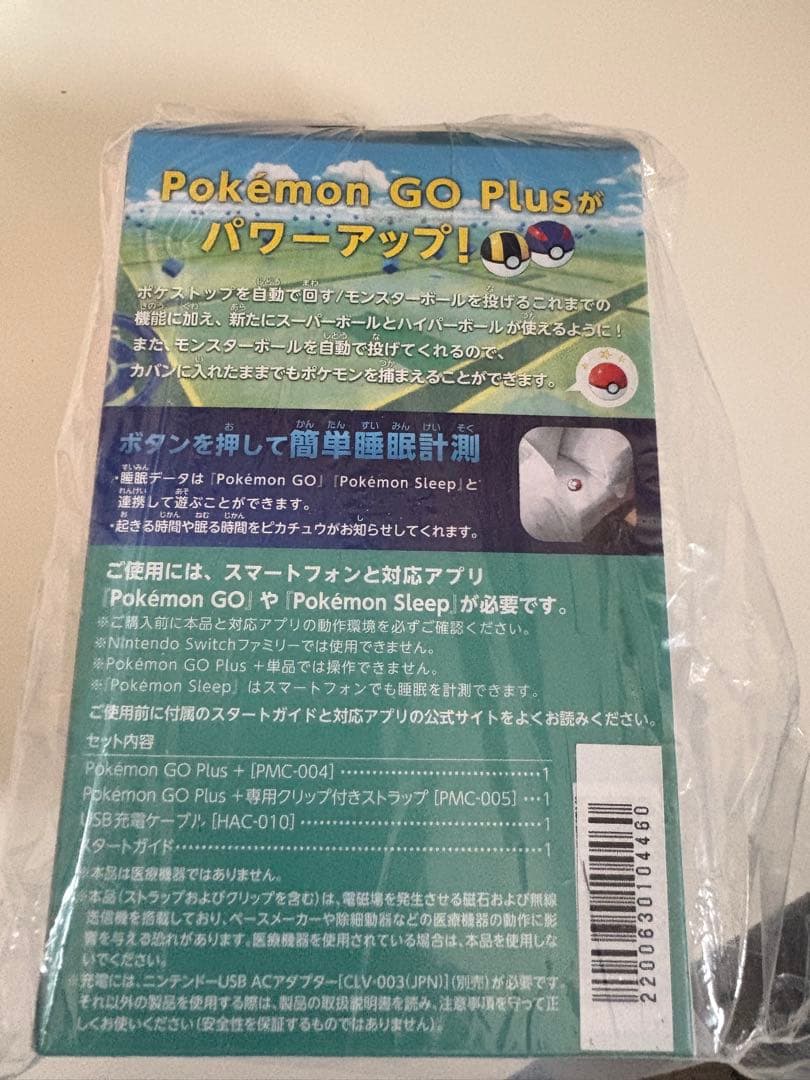 Pokémon GO Plusが
パワーアップ!
ポケストップを自動で回す/モンスターボールを投げるこれまでの
機能に加え、新たにスーパーボールとハイパーボールが使えるように!
また、モンスターボールを自動で投げてくれるので、
カバンに入れたままでもポケモンを捕まえることができます。
ボタンを押して簡単睡眠計測
・睡眠データは『Pokémon GO』『Pokémon Sleep』と
連携して遊ぶことができます。
・起きる時間や眠る時間をピカチュウがお知らせしてくれます。
ご使用には、スマートフォンと対応アプリ
『Pokémon GO』や『Pokémon Sleep』が必要です。
※ご購入前に本品と対応アプリの動作環境を必ずご確認ください。
※Nintendo Switchファミリーでは使用できません。
※Pokémon GO Plus +単品では操作できません。
※『Pokémon Sleep』はスマートフォンでも睡眠を計測できます。
ご使用前に付属のスタートガイドと対応アプリの公式サイトをよくお読みください。
セット内容
Pokémon GO Plus + [PMC-004] ………………………… 1
Pokémon GO Plus +専用クリップ付きストラップ [PMC-005] … 1
USB充電ケーブル [HAC-010] ……………………………… 1
スタートガイド ……………………………………………… 1
※本品は医療機器ではありません。
※本品(ストラップおよびクリップを含む)は、電磁場を発生させる磁石および無線
送信機を搭載しており、ペースメーカーや除細動器などの医療機器の動作に影
響を与える恐れがあります。医療機器を使用されている場合は、本品を使用しな
いでください。
※充電には、ニンテンドーUSB ACアダプター[CLV-003(JPN)](別売)が必要です
それ以外の製品を使用する際は、製品の取扱説明書を読み、注意事項を守って正
しくお使いください(安全性を保証するものではありません)。
2200630104460